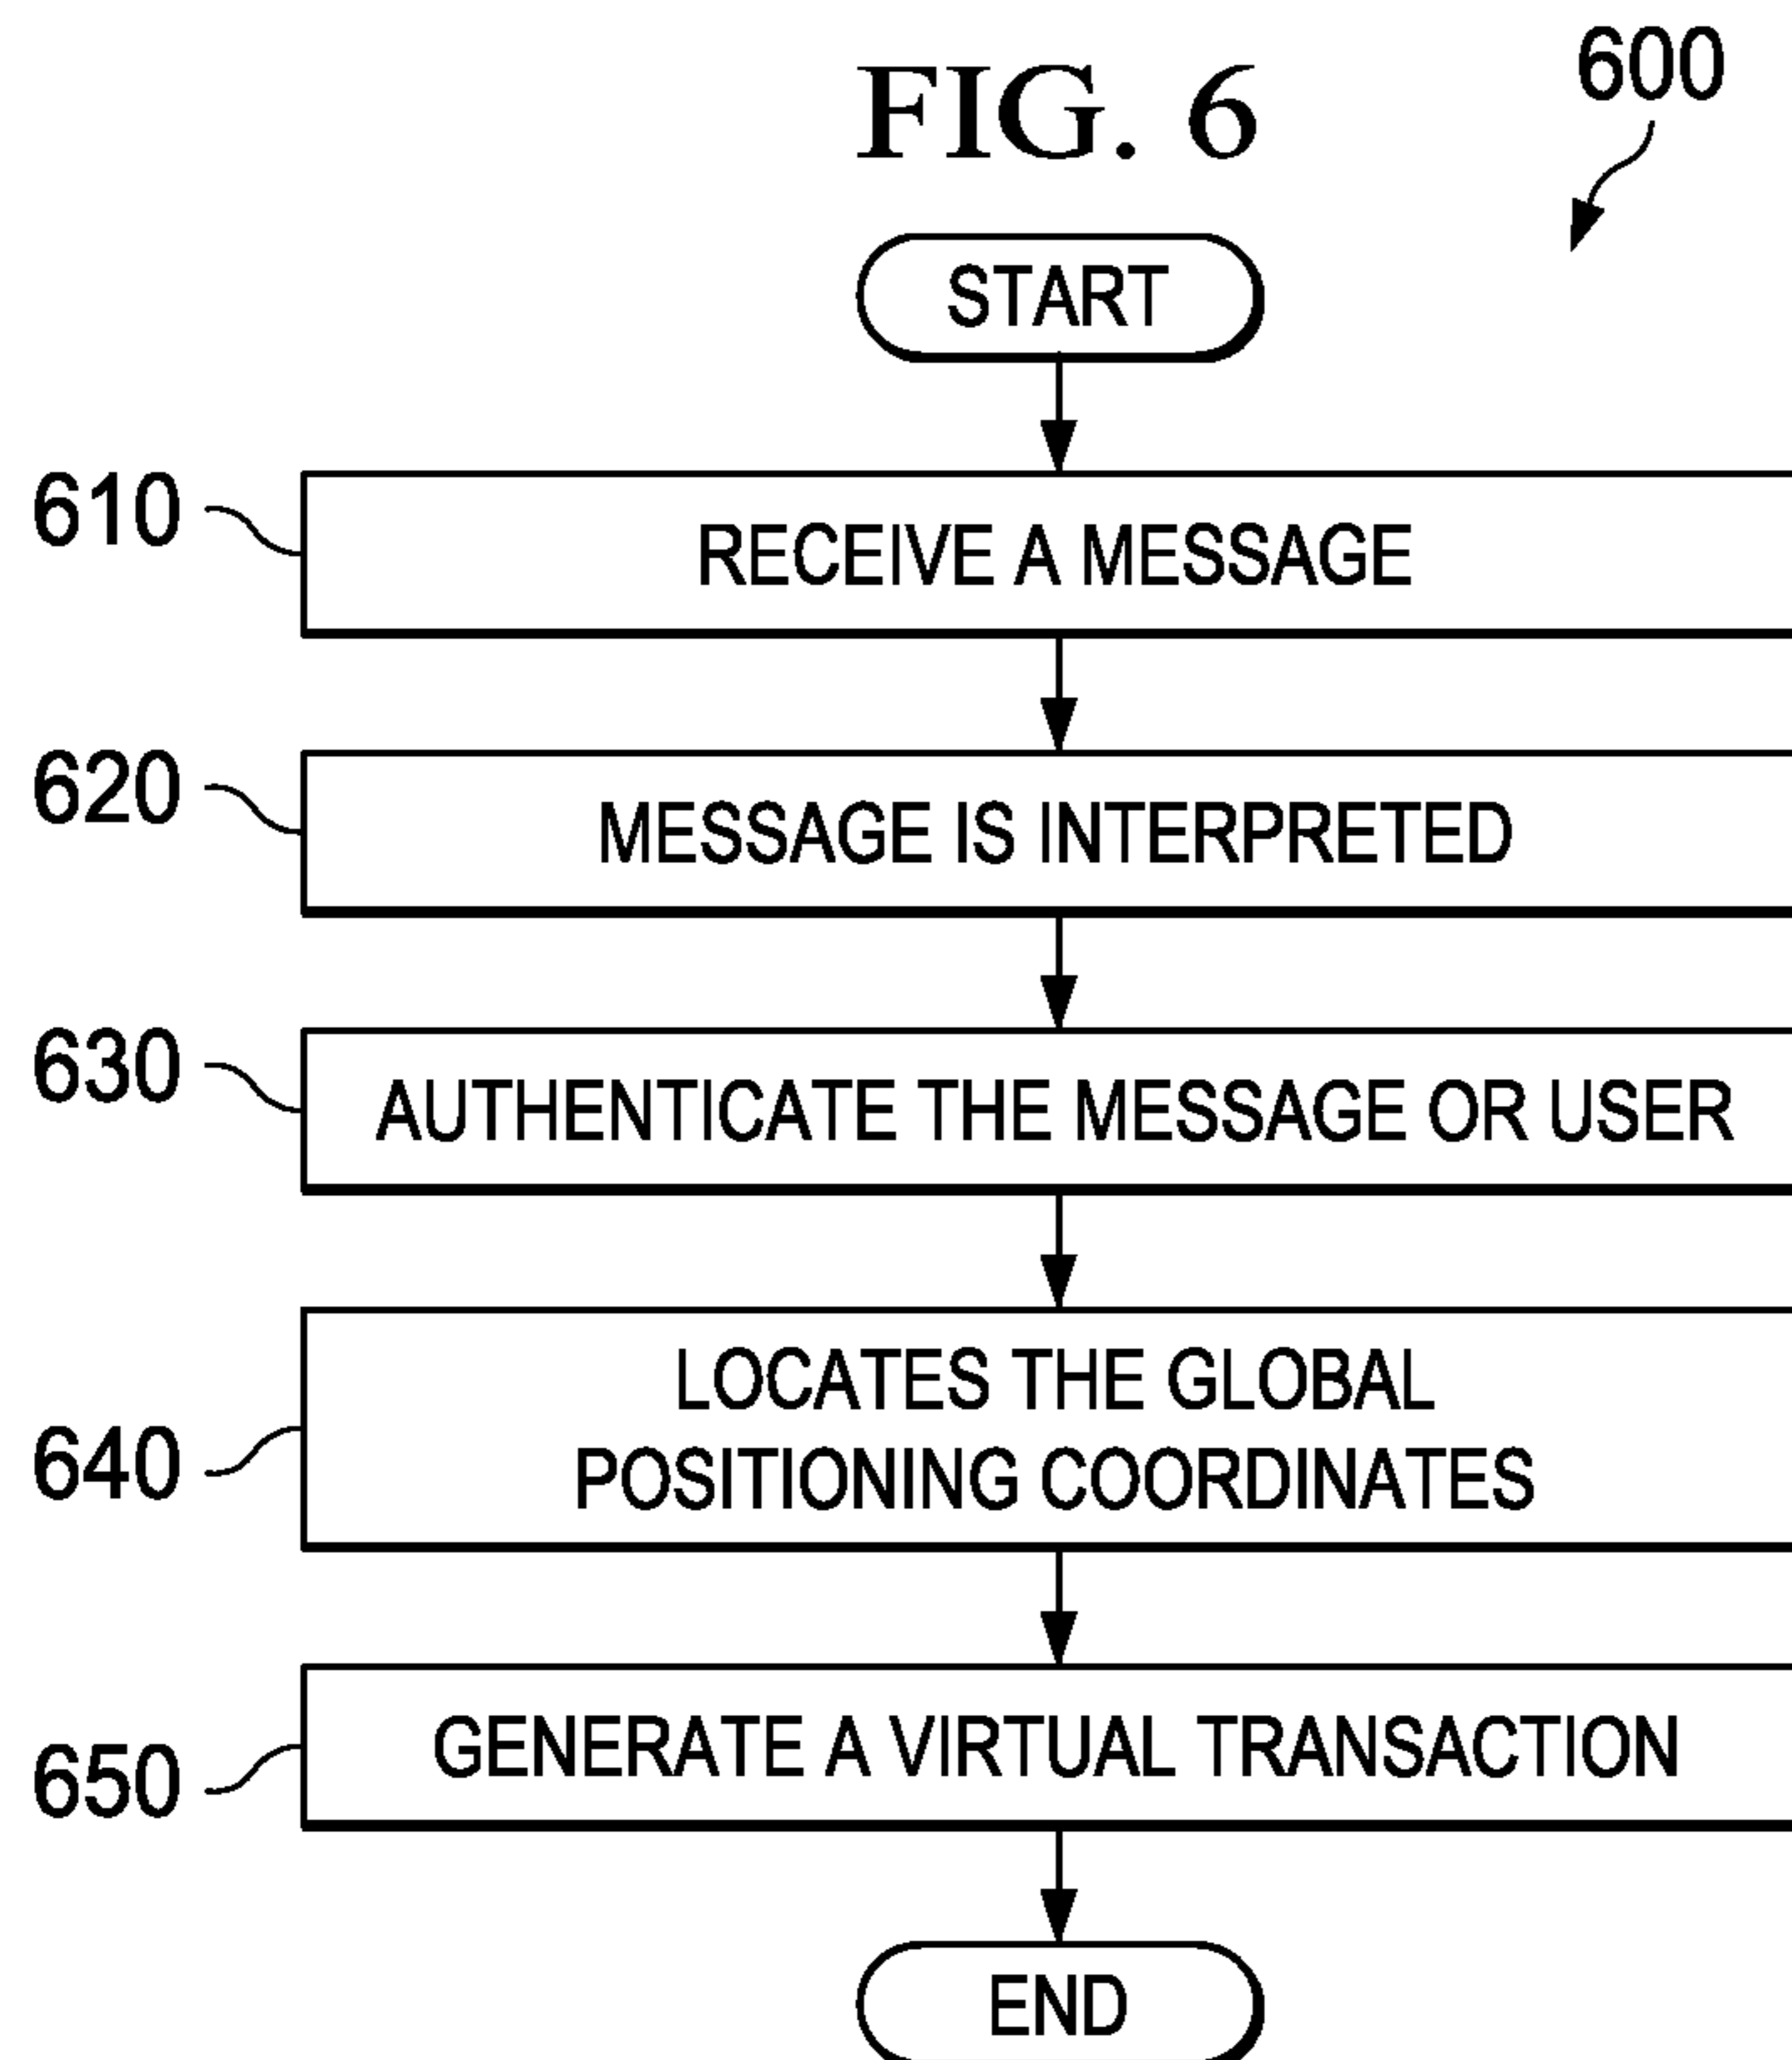 FIG. 6
600
START
610
RECEIVE A MESSAGE
620
MESSAGE IS INTERPRETED
630
AUTHENTICATE THE MESSAGE OR USER
LOCATES THE GLOBAL
POSITIONING COORDINATES
640
GENERATE A VIRTUAL TRANSACTION
650
END